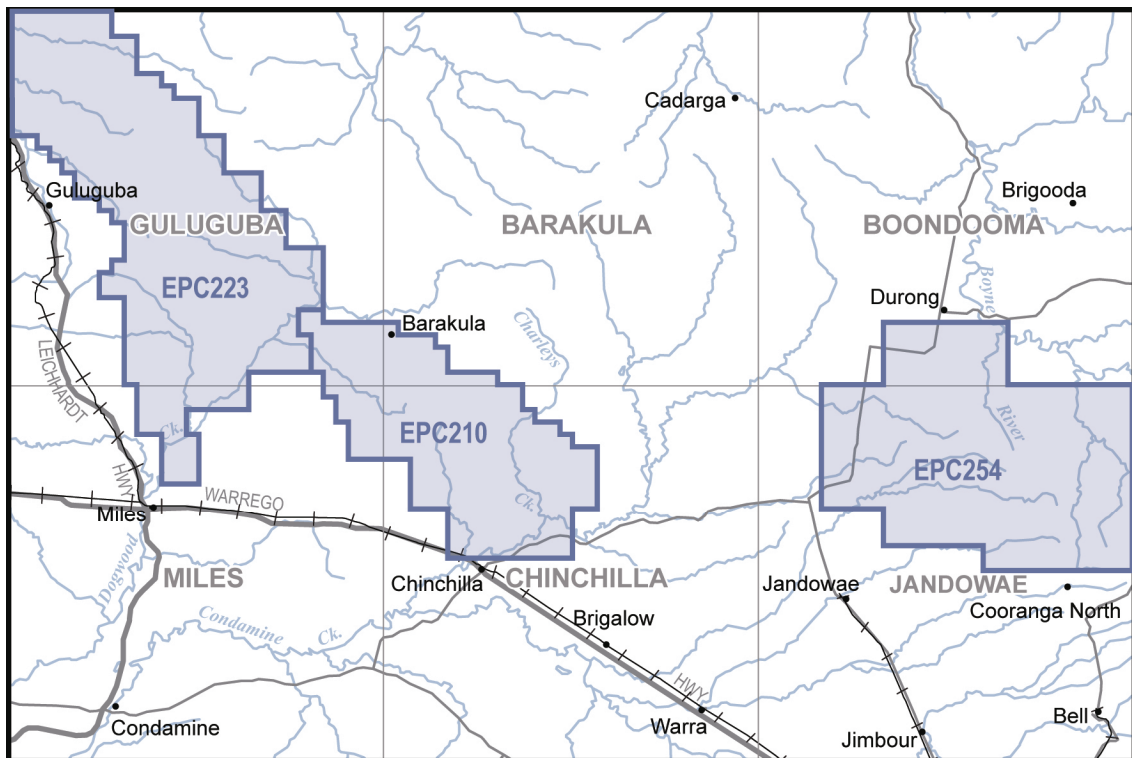 Cadarga
Guluguba
Brigooda
GULUGUBA
BARAKULA
BOONDOOMA
EPC223
Boyne
Durong
Barakula
Charleys
LEICHHARDT
HWY
River
Ck.
EPC210
EPC254
WARREGO
Ck.
Miles
Dogwood
MILES
Chinchilla
CHINCHILLA
Jandowae
JANDOWAE
Cooranga North
Condamine
Ck.
Brigalow
HWY
Condamine
Warra
Jimbour
Bell